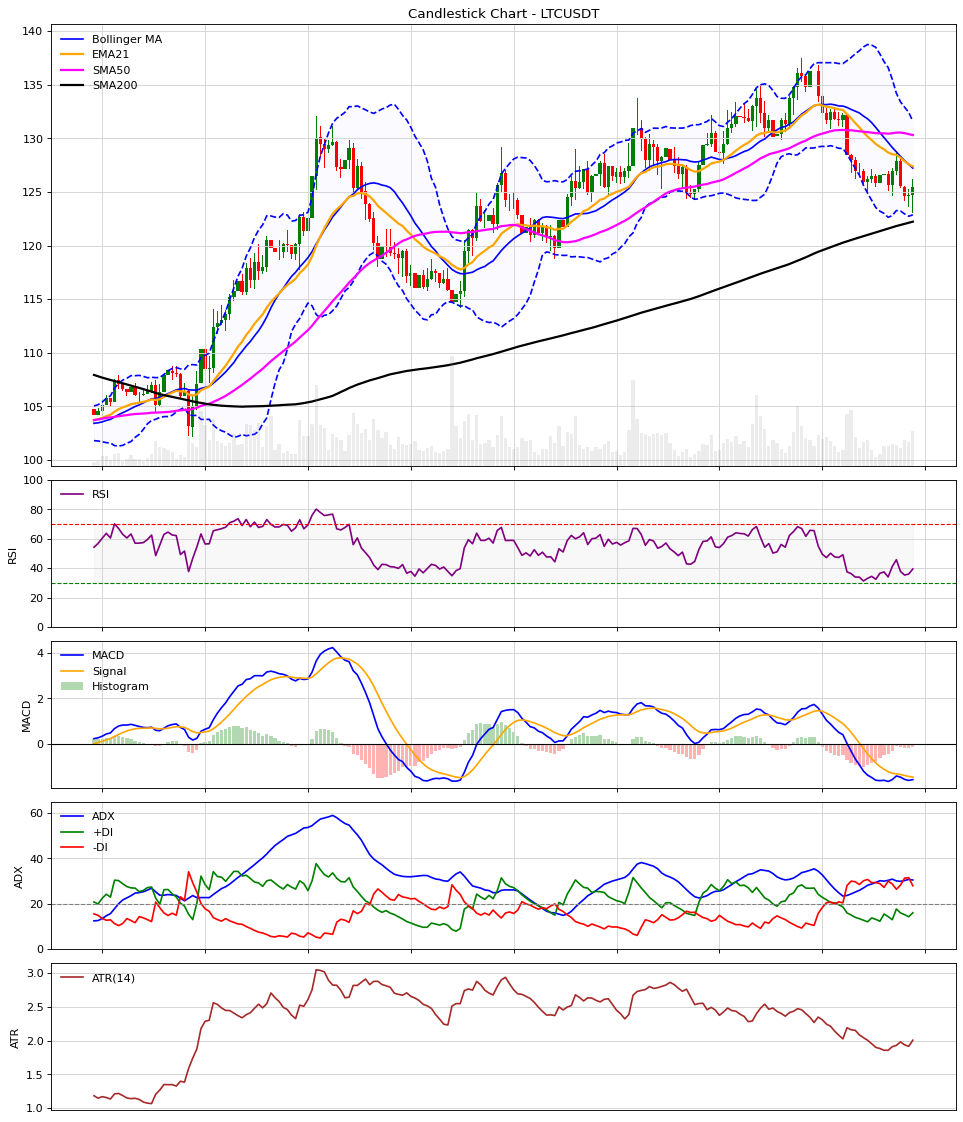 Candlestick Chart - LTCUSDT
140
135
130
125
120
115
110
105
100
Bollinger MA
EMA21
SMA50
SMA200
100
80
60
40
20
0
RSI
RSI
4
2
0
MACD
MACD
Signal
Histogram
60
40
20
0
ADX
ADX
+DI
-DI
3.0
2.5
2.0
1.5
1.0
ATR
ATR(14)